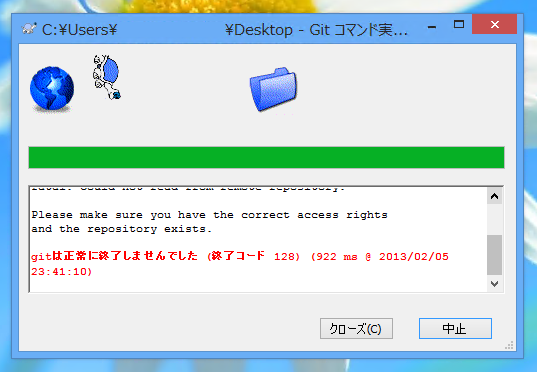 C:¥Users¥ ¥Desktop - Git コマンド実...
fatal: Could not read from remote repository.
Please make sure you have the correct access rights
and the repository exists.
gitは正常に終了しませんでした (終了コード 128) (922 ms @ 2013/02/05
23:41:10)
クローズ(C)
中止